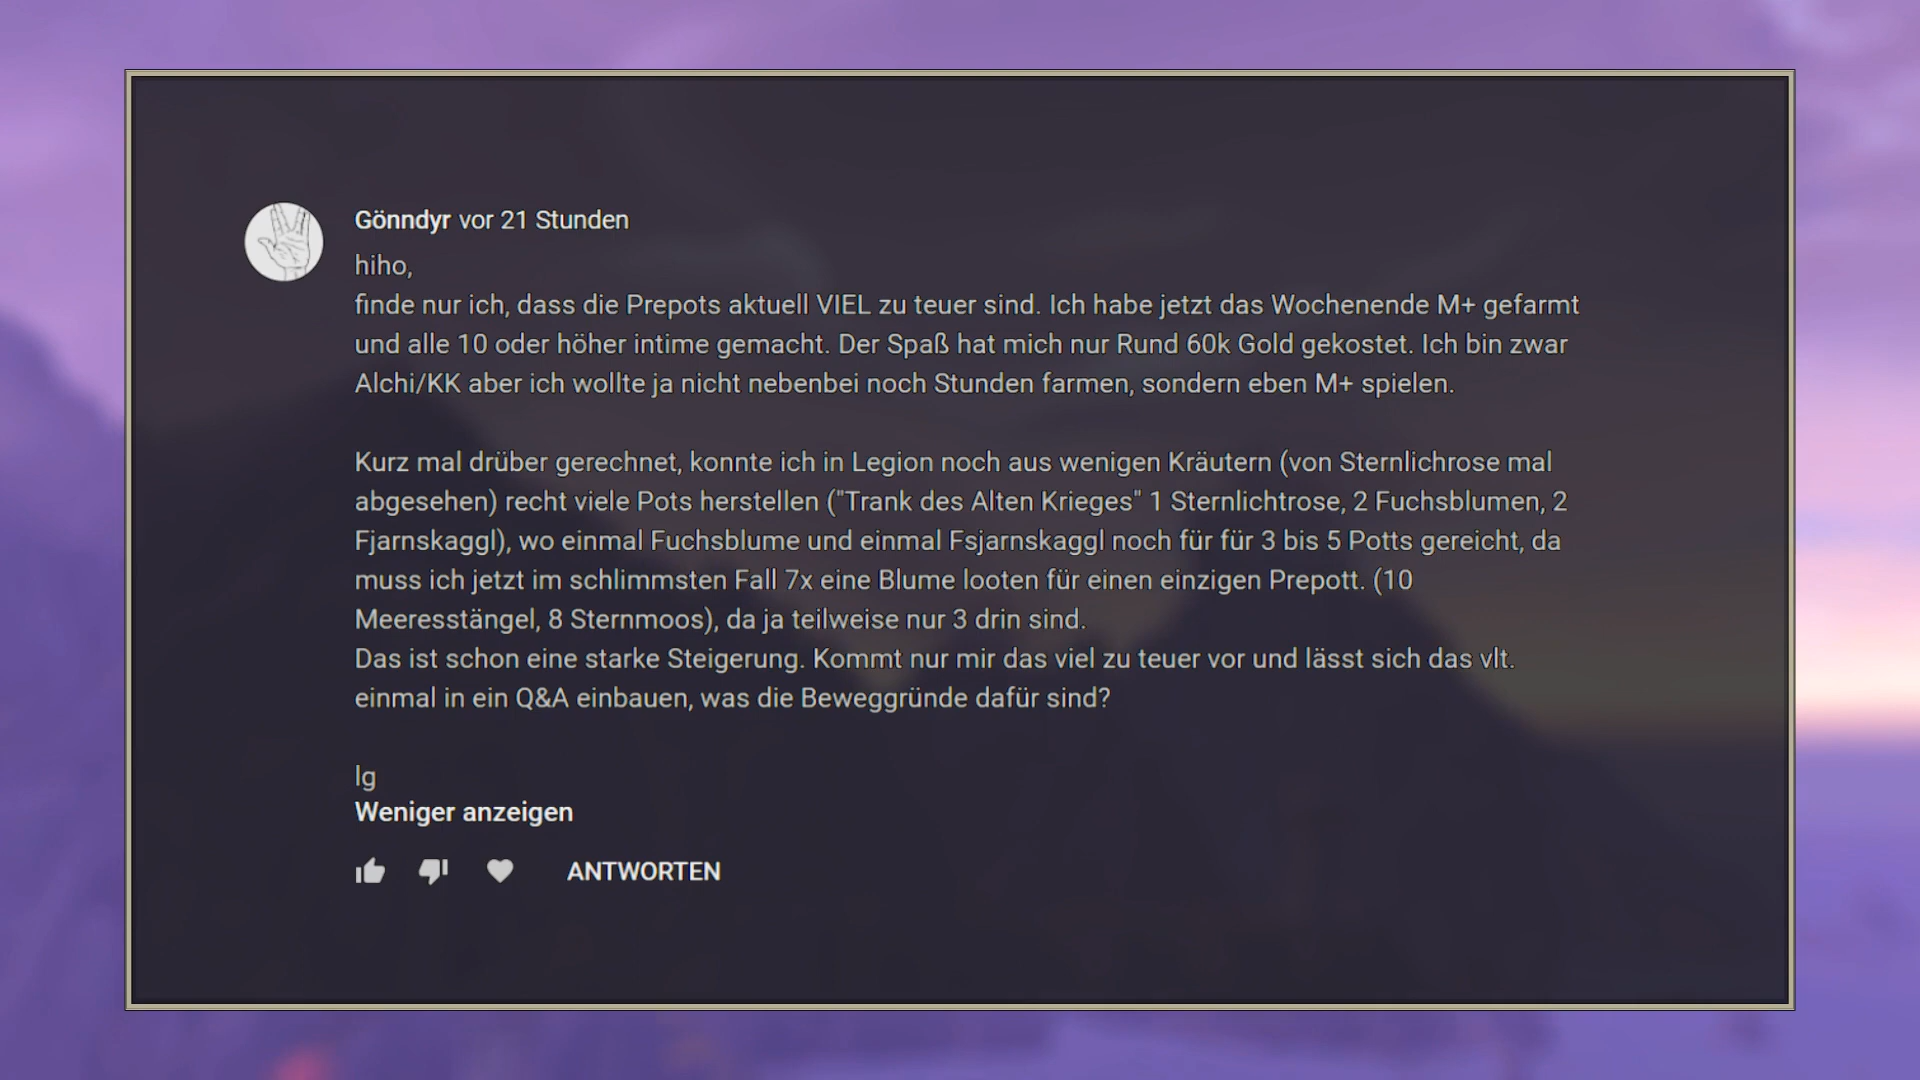 Gönndyr vor 21 Stunden
hiho,
finde nur ich, dass die Prepots aktuell VIEL zu teuer sind. Ich habe jetzt das Wochenende M+ gefarmt
und alle 10 oder höher intime gemacht. Der Spaß hat mich nur Rund 60k Gold gekostet. Ich bin zwar
Alchi/KK aber ich wollte ja nicht nebenbei noch Stunden farmen, sondern eben M+ spielen.
Kurz mal drüber gerechnet, konnte ich in Legion noch aus wenigen Kräutern (von Sternlichrose mal
abgesehen) recht viele Pots herstellen ("Trank des Alten Krieges" 1 Sternlichtrose, 2 Fuchsblumen, 2
Fjarnskaggl), wo einmal Fuchsblume und einmal Fsjarnskaggl noch für für 3 bis 5 Potts gereicht, da
muss ich jetzt im schlimmsten Fall 7x eine Blume looten für einen einzigen Prepott. (10
Meeresstängel, 8 Sternmoos), da ja teilweise nur 3 drin sind.
Das ist schon eine starke Steigerung. Kommt nur mir das viel zu teuer vor und lässt sich das vlt.
einmal in ein Q&A einbauen, was die Beweggründe dafür sind?
lg
Weniger anzeigen
ANTWORTEN